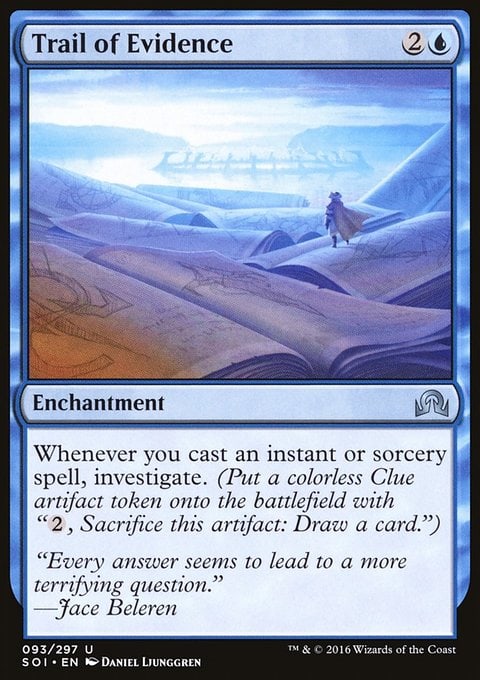 Trail of Evidence 2
Enchantment
Whenever you cast an instant or sorcery
spell, investigate. (Put a colorless Clue
artifact token onto the battlefield with
“2, Sacrifice this artifact: Draw a card.”)
“Every answer seems to lead to a more
terrifying question.”
—Jace Beleren
093/297 U
SOI • EN Daniel Ljunggren
™ & © 2016 Wizards of the Coast